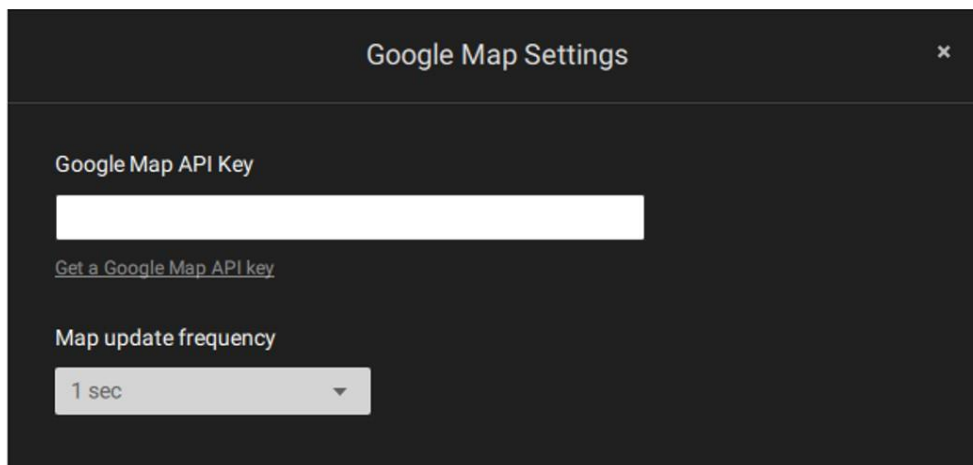 Google Map Settings ×
Google Map API Key
Get a Google Map API key
Map update frequency
1 sec